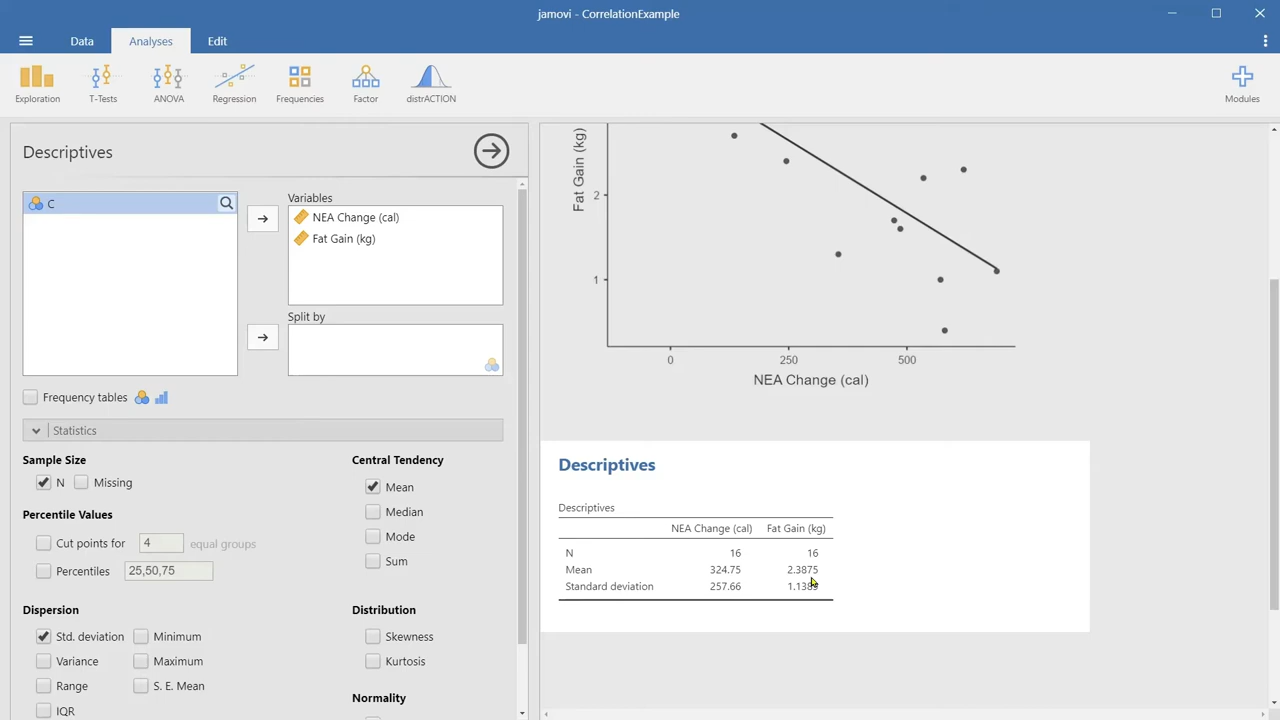 jamovi - CorrelationExample
Data Analyses Edit
Exploration T-Tests ANOVA Regression Frequencies Factor distrACTION Modules
Descriptives
C
Variables
NEA Change (cal)
Fat Gain (kg)
Split by
Frequency tables
Statistics
Sample Size
N Missing
Percentile Values
Cut points for 4 equal groups
Percentiles 25,50,75
Dispersion
Std. deviation Minimum
Variance Maximum
Range S. E. Mean
IQR
Central Tendency
Mean
Median
Mode
Sum
Distribution
Skewness
Kurtosis
Normality
Fat Gain (kg)
2
1
0 250 500
NEA Change (cal)
Descriptives
Descriptives
NEA Change (cal) Fat Gain (kg)
N 16 16
Mean 324.75 2.3875
Standard deviation 257.66